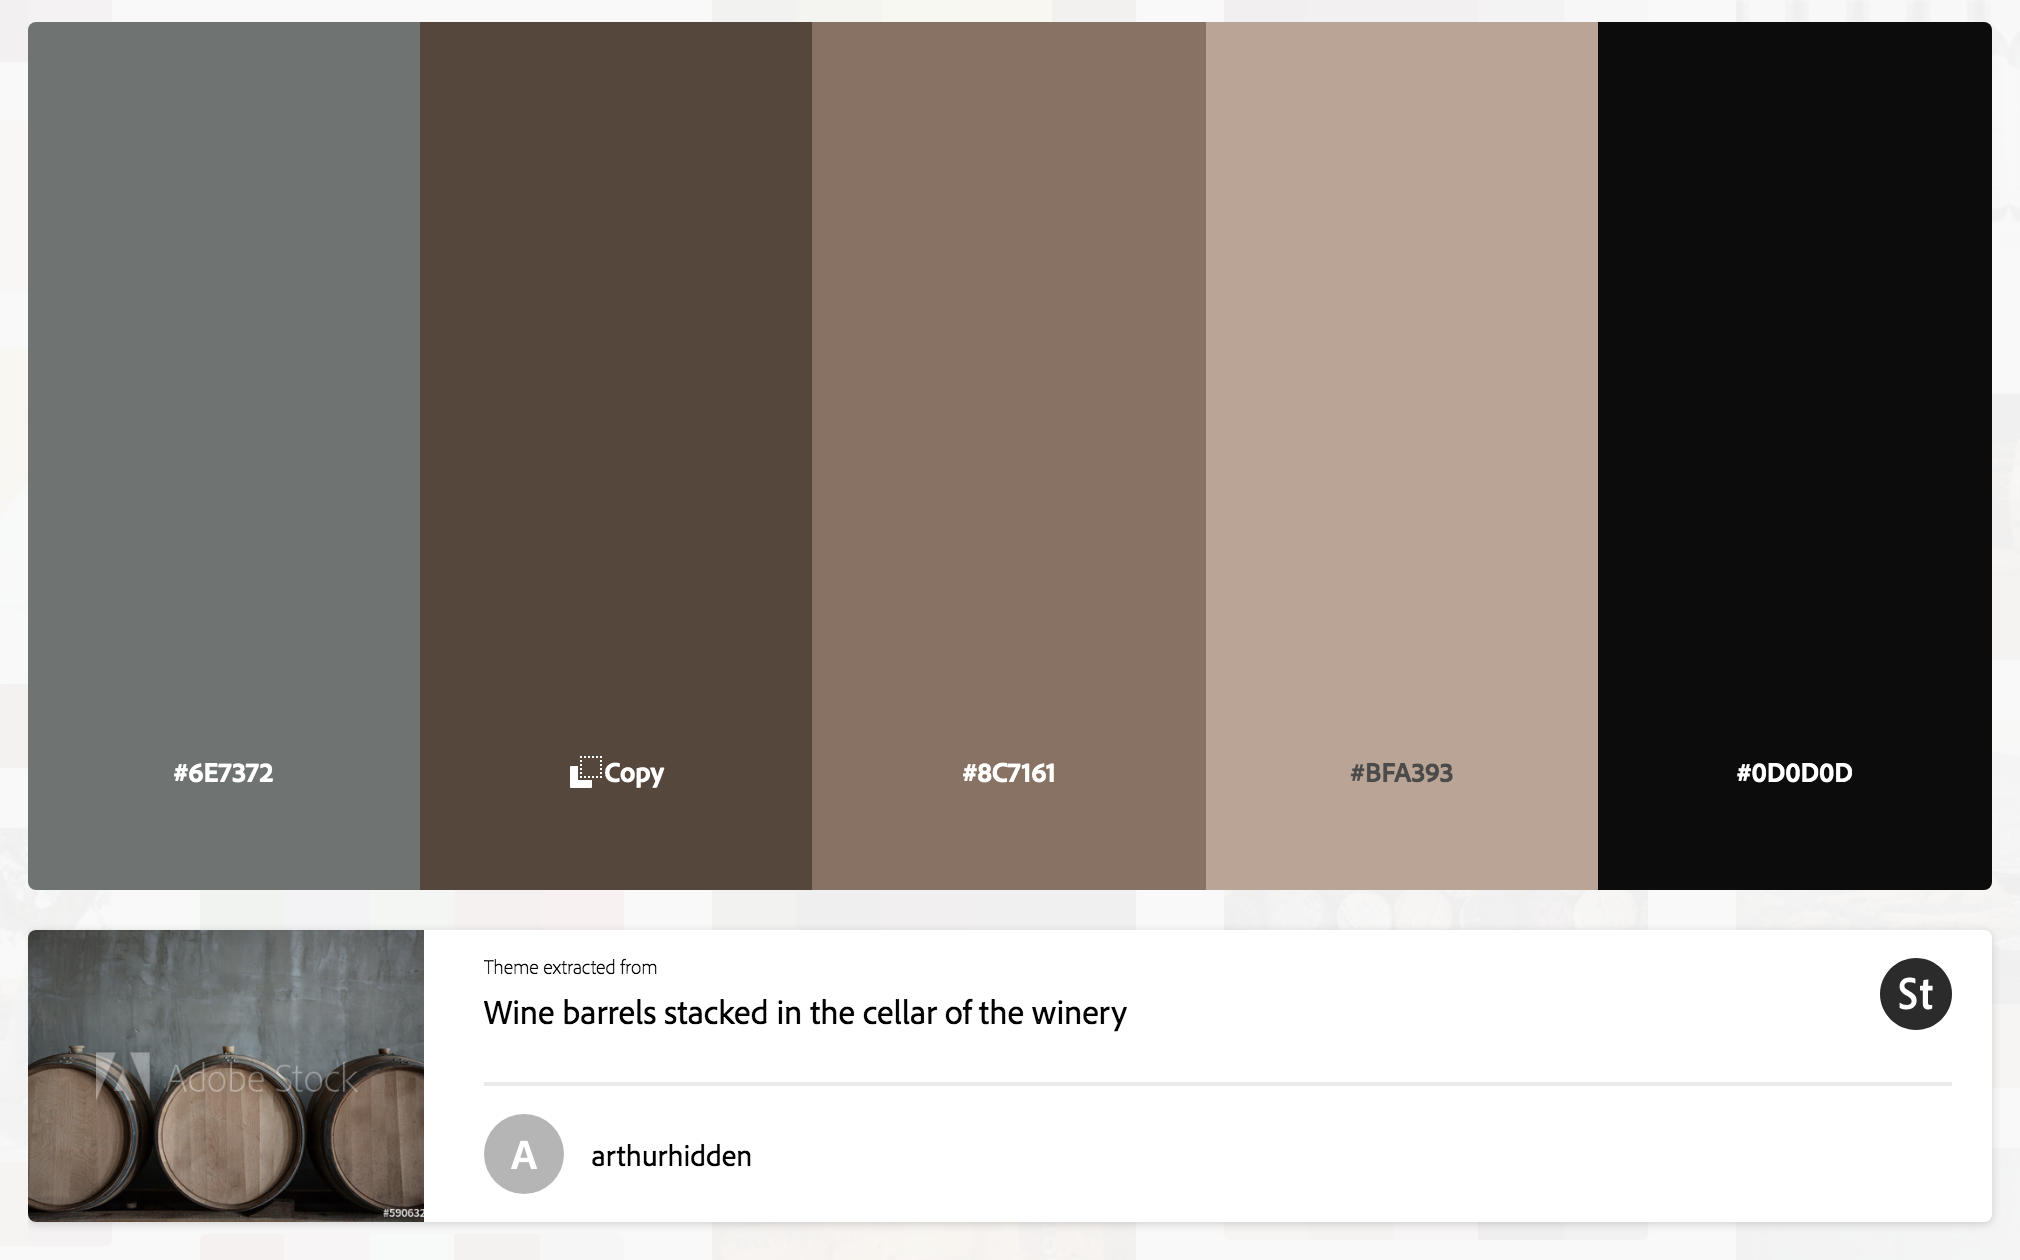 #6E7372
Copy
#8C7161
#BFA393
#0D0D0D
Theme extracted from
Wine barrels stacked in the cellar of the winery
St
Adobe Stock
A
arthurhidden
#590632